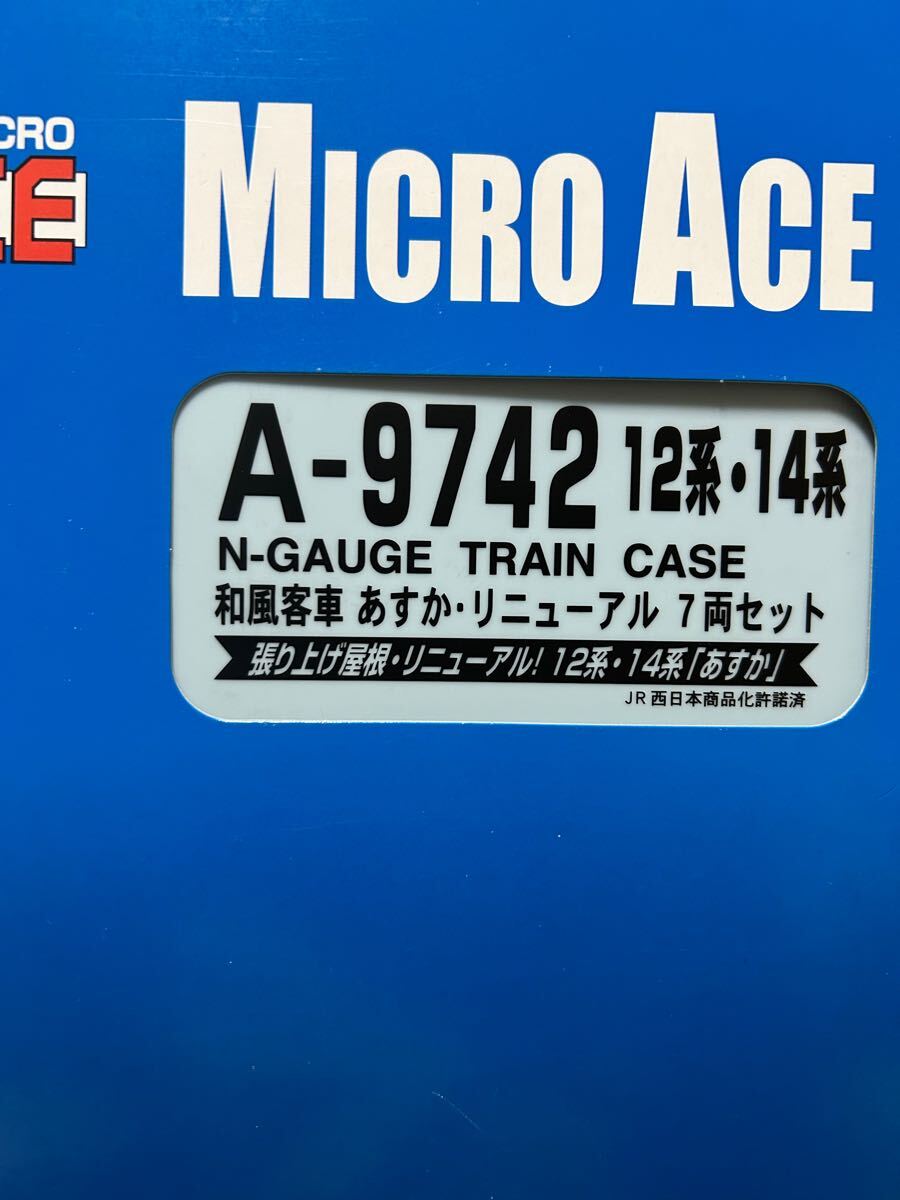 CRO
MICRO ACE
A-9742 12系・14系
N-GAUGE TRAIN CASE
和風客車 あすか・リニューアル 7両セット
張り上げ屋根・リニューアル! 12系・14系「あすか」
JR西日本商品化許諾済